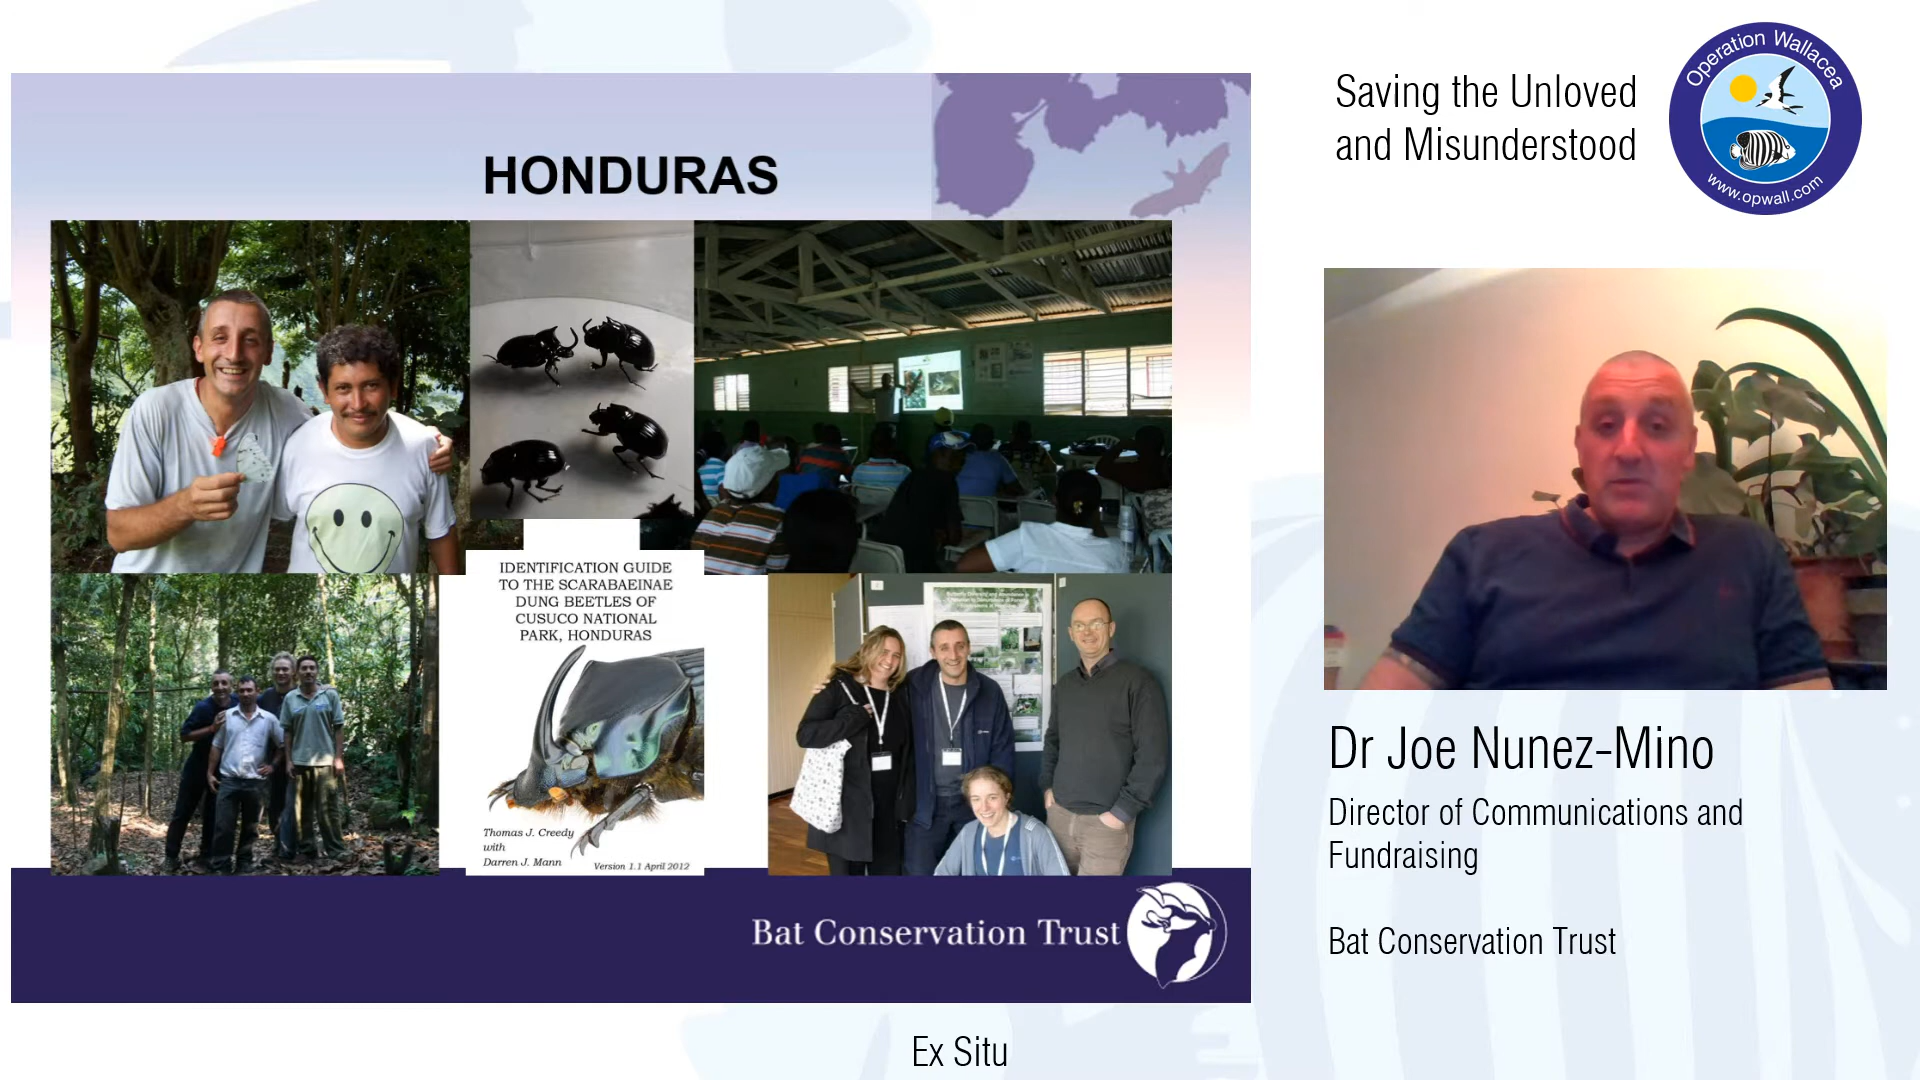 HONDURAS
IDENTIFICATION GUIDE
TO THE SCARABAEINAE
DUNG BEETLES OF
CUSUCO NATIONAL
PARK, HONDURAS
Thomas J. Creedy
with
Darren J. Mann
Version 1.1 April 2012
Bat Conservation Trust
Ex Situ
Saving the Unloved
and Misunderstood
Operation Wallacea
www.opwall.com
Dr Joe Nunez-Mino
Director of Communications and
Fundraising
Bat Conservation Trust